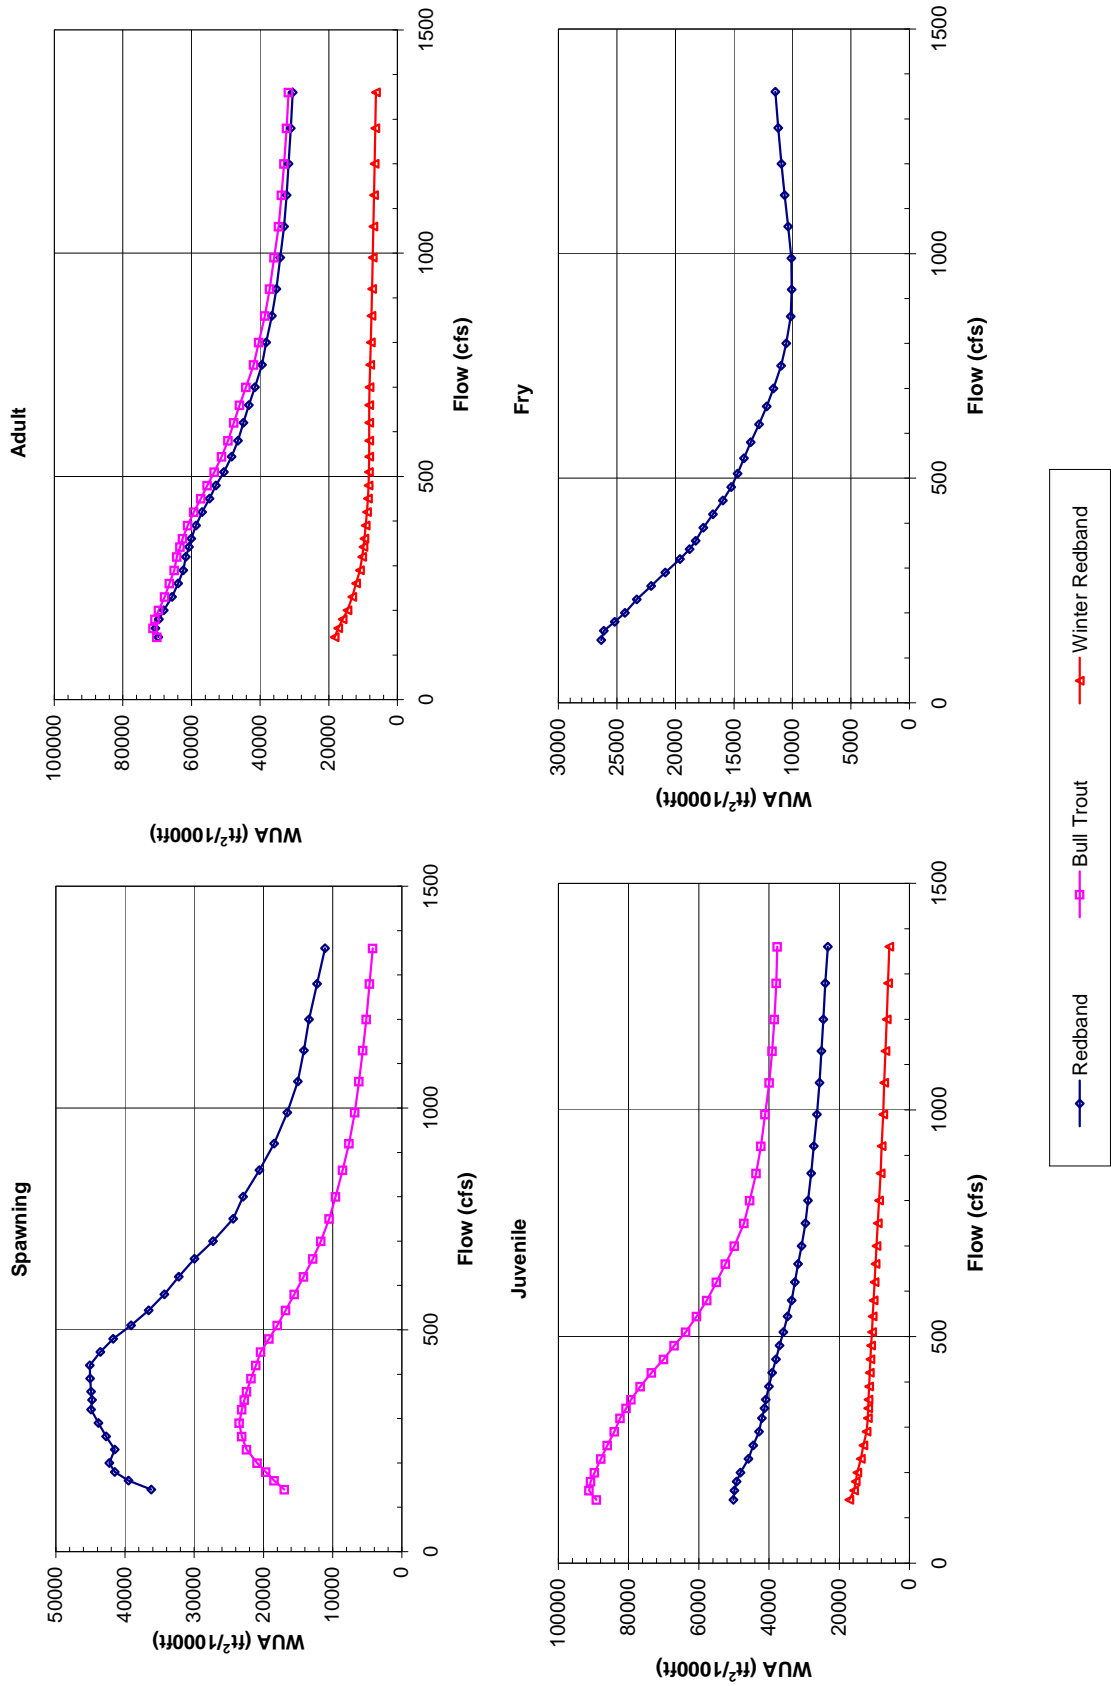 Spawning
50000
40000
30000
20000
10000
0
WUA (ft²/1000ft)
0
500
1000
1500
Flow (cfs)
Adult
100000
80000
60000
40000
20000
0
WUA (ft²/1000ft)
0
500
1000
1500
Flow (cfs)
Juvenile
100000
80000
60000
40000
20000
0
WUA (ft²/1000ft)
0
500
1000
1500
Flow (cfs)
Fry
30000
25000
20000
15000
10000
5000
0
WUA (ft²/1000ft)
0
500
1000
1500
Flow (cfs)
Redband
Bull Trout
Winter Redband